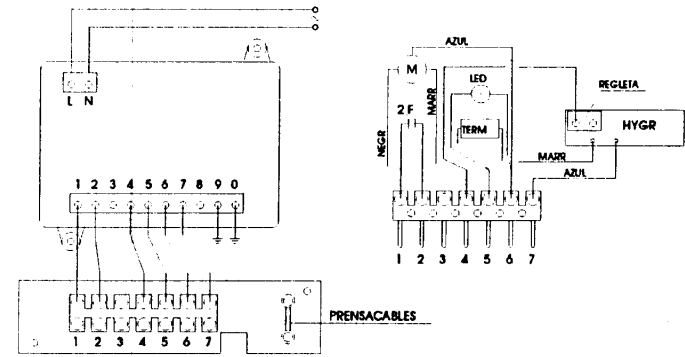 L N
1 2 3 4 5 6 7 8 9 0
1 2 3 4 5 6 7
PRENSACABLES
AZUL
M
LED
REGLETA
NEGR
MARR
2 F
TERM
HYGR
MARR
AZUL
1 2 3 4 5 6 7